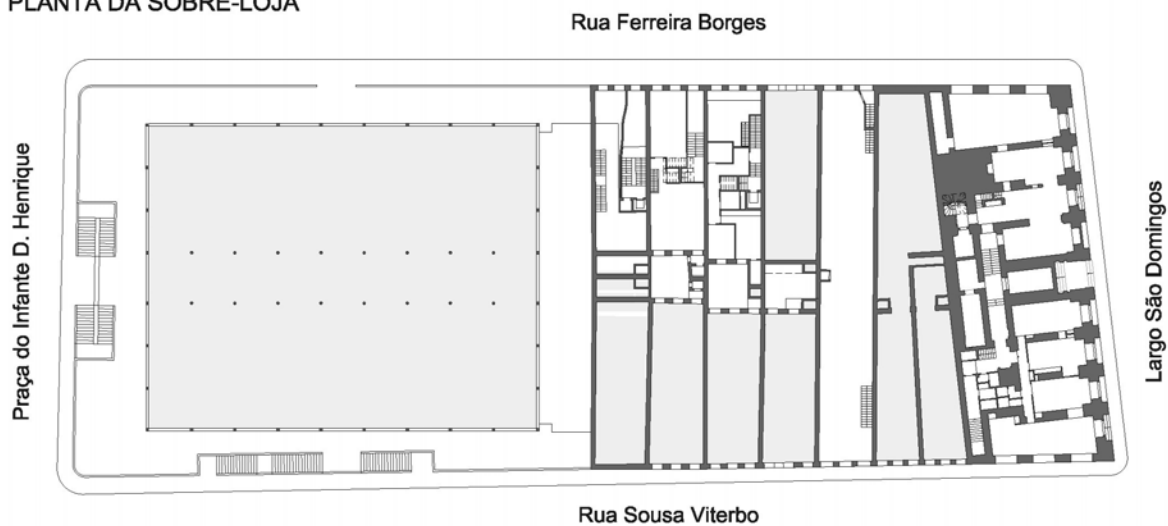 PLANTA DA SOBRE-LOJA
Rua Ferreira Borges
Praça do Infante D. Henrique
Largo São Domingos
Rua Sousa Viterbo